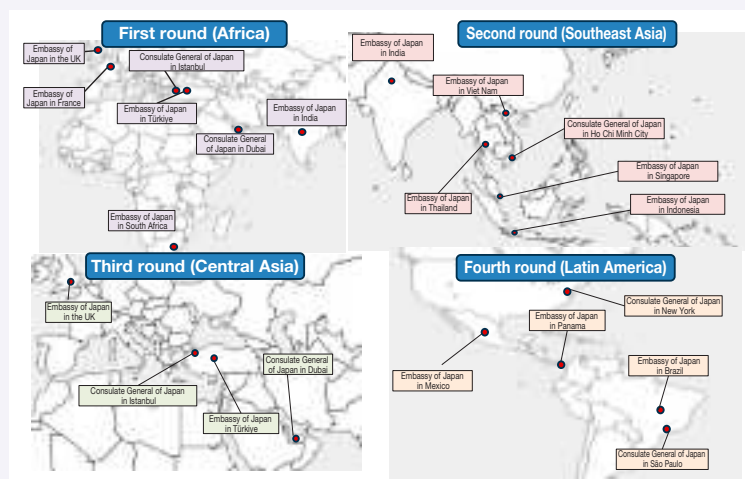 First round (Africa)
Embassy of
Japan in the UK
Consulate General of Japan
in Istanbul
Embassy of
Japan in France
Embassy of Japan
in Türkiye
Embassy of Japan in
India
Consulate General
of Japan in Dubai
Embassy of Japan
in South Africa
Second round (Southeast Asia)
Embassy of Japan
in India
Embassy of Japan
in Viet Nam
Consulate General of Japan
in Ho Chi Minh City
Embassy of Japan
in Singapore
Embassy of Japan
in Thailand
Embassy of Japan
in Indonesia
Third round (Central Asia)
Embassy of Japan
in the UK
Consulate General
of Japan in Dubai
Consulate General of Japan
in Istanbul
Embassy of Japan
in Türkiye
Fourth round (Latin America)
Consulate General of Japan
in New York
Embassy of Japan
in Panama
Embassy of Japan
in Mexico
Embassy of Japan
in Brazil
Consulate General of Japan
in São Paulo